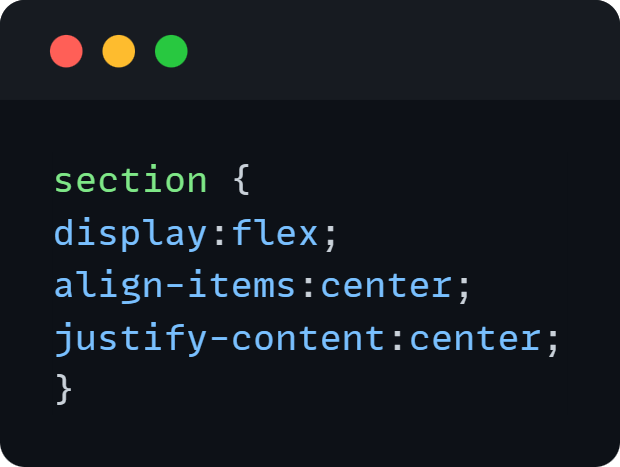 section {
display:flex;
align-items:center;
justify-content:center;
}